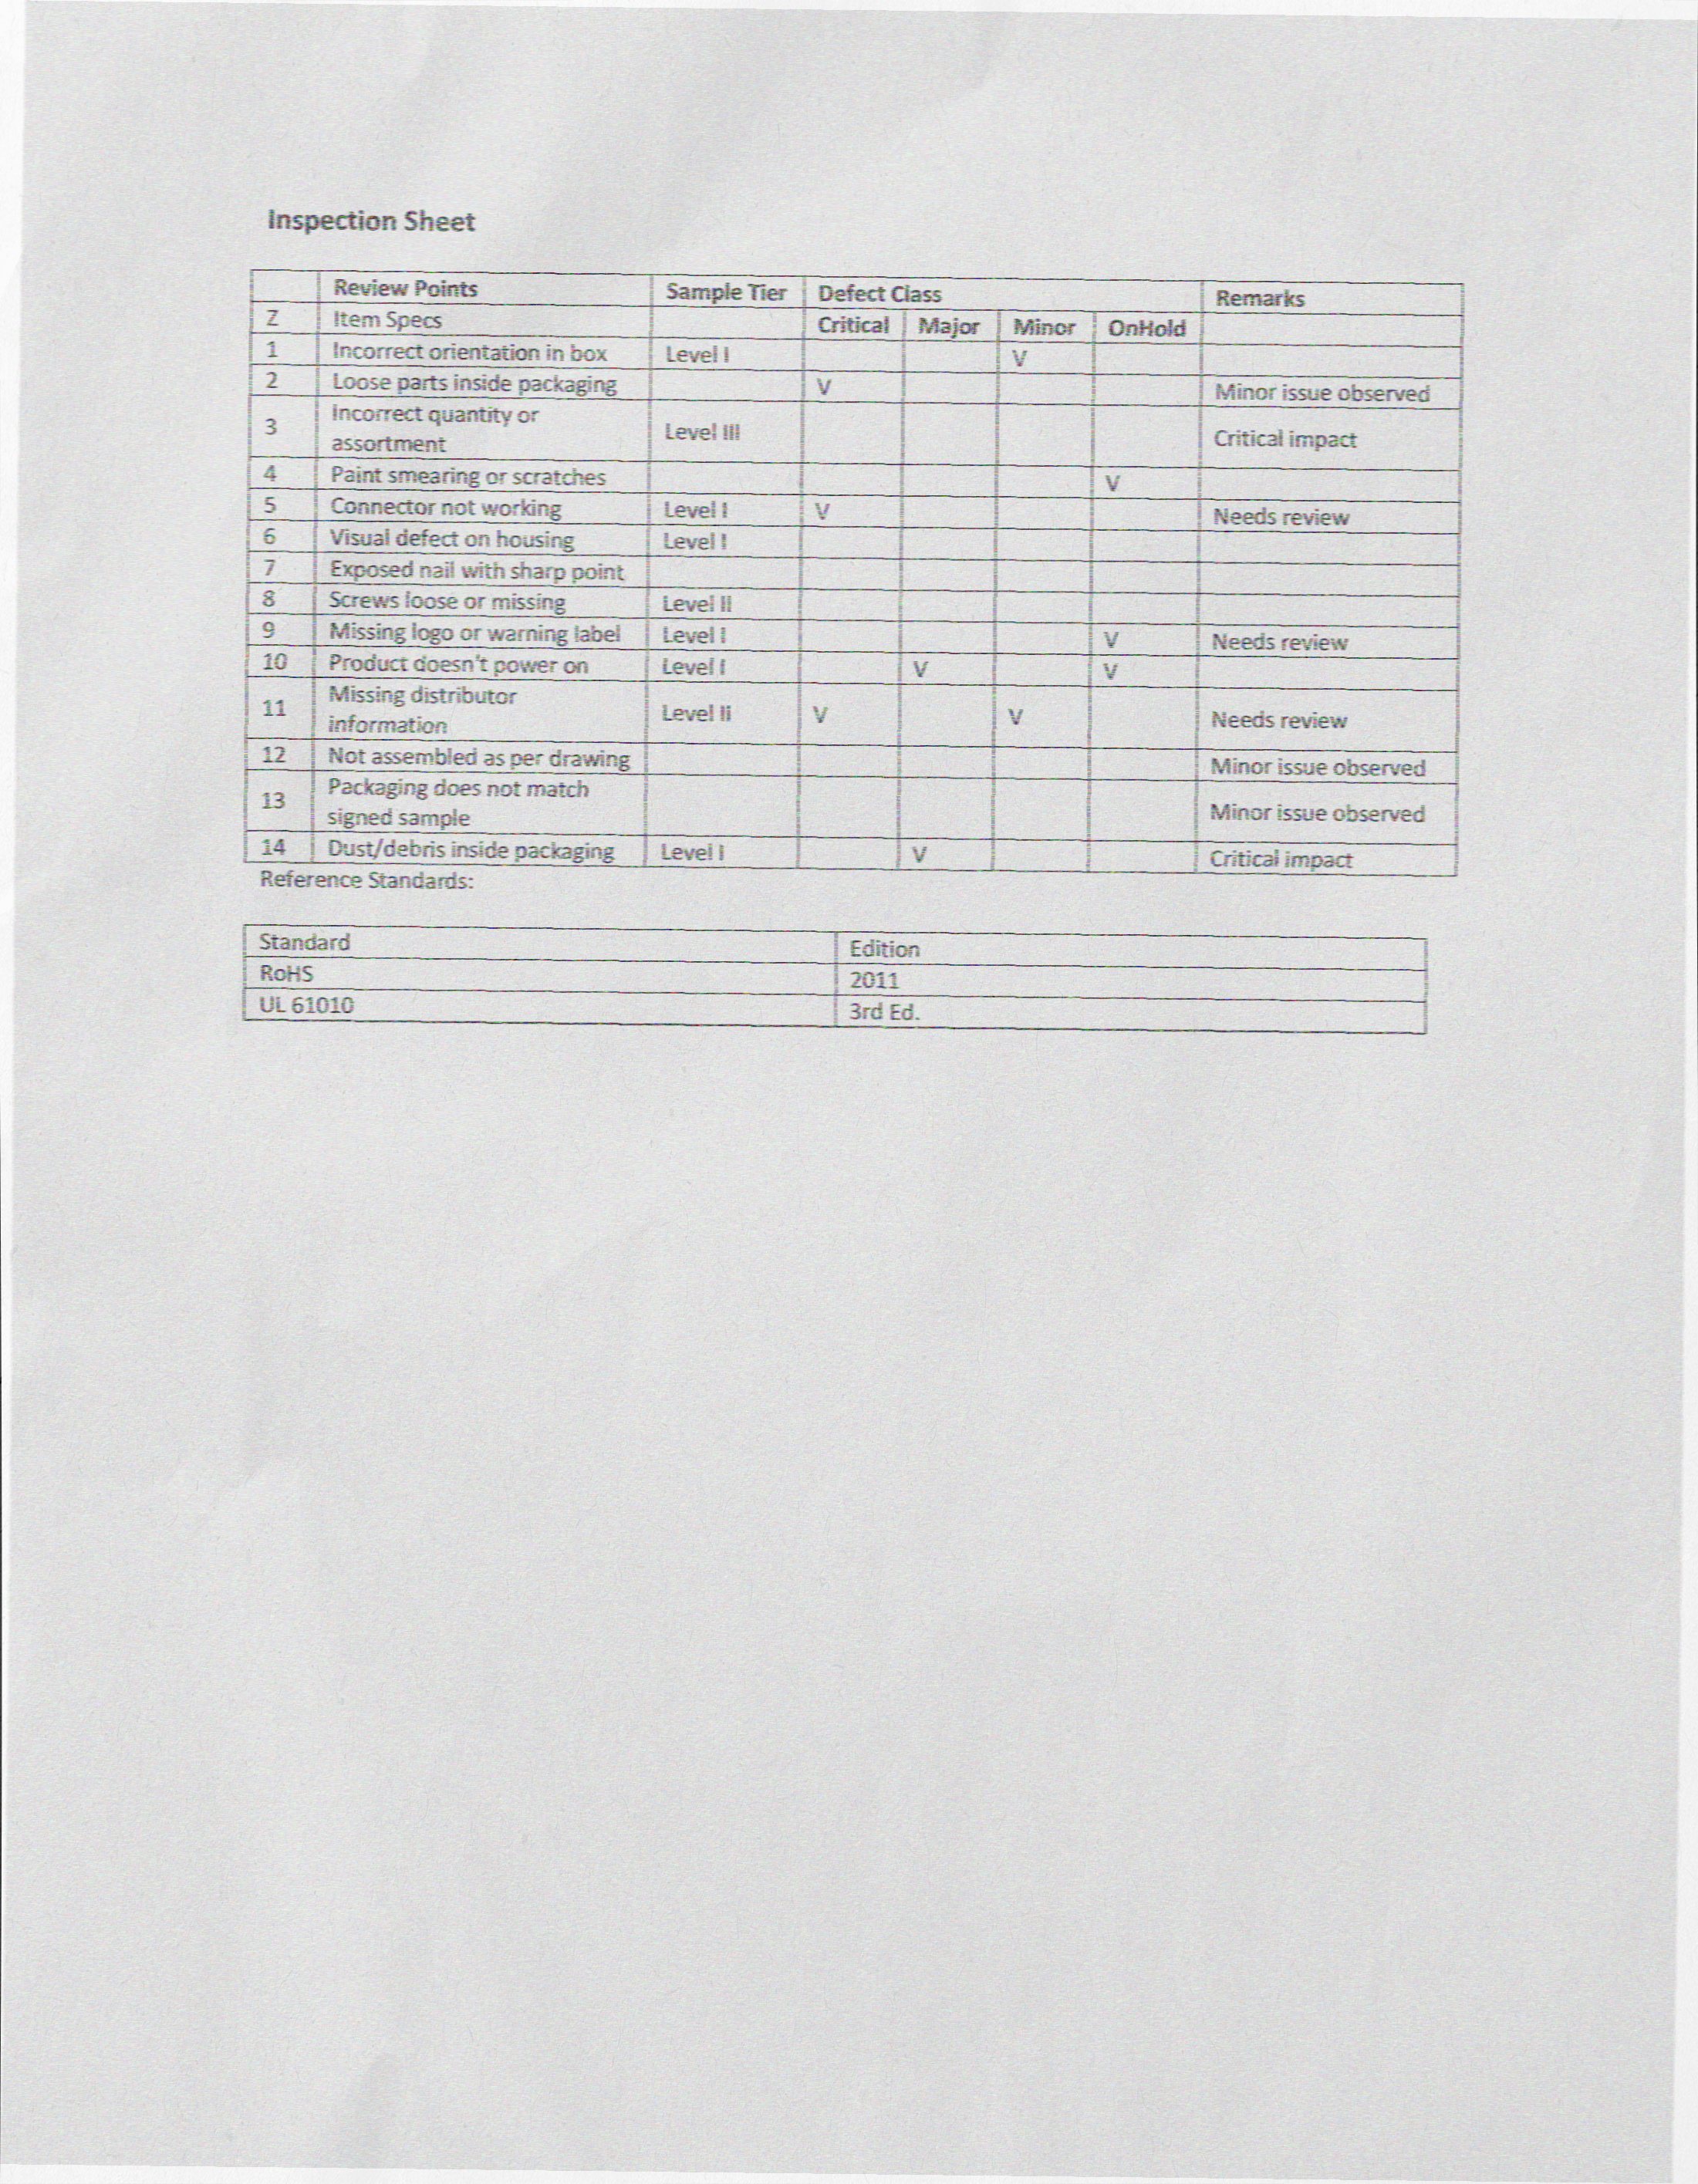 Inspection Sheet
Review Points Sample Tier Defect Class Remarks
Z Item Specs Critical Major Minor OnHold
1 Incorrect orientation in box Level I V
2 Loose parts inside packaging V Minor issue observed
3 Incorrect quantity or
assortment Level III Critical impact
4 Paint smearing or scratches V
5 Connector not working Level I V Needs review
6 Visual defect on housing Level I
7 Exposed nail with sharp point
8 Screws loose or missing Level II
9 Missing logo or warning label Level I V Needs review
10 Product doesn't power on Level I V V
11 Missing distributor
information Level II V V Needs review
12 Not assembled as per drawing Minor issue observed
13 Packaging does not match
signed sample Minor issue observed
14 Dust/debris inside packaging Level I V Critical impact
Reference Standards:
Standard Edition
RoHS 2011
UL 61010 3rd Ed.